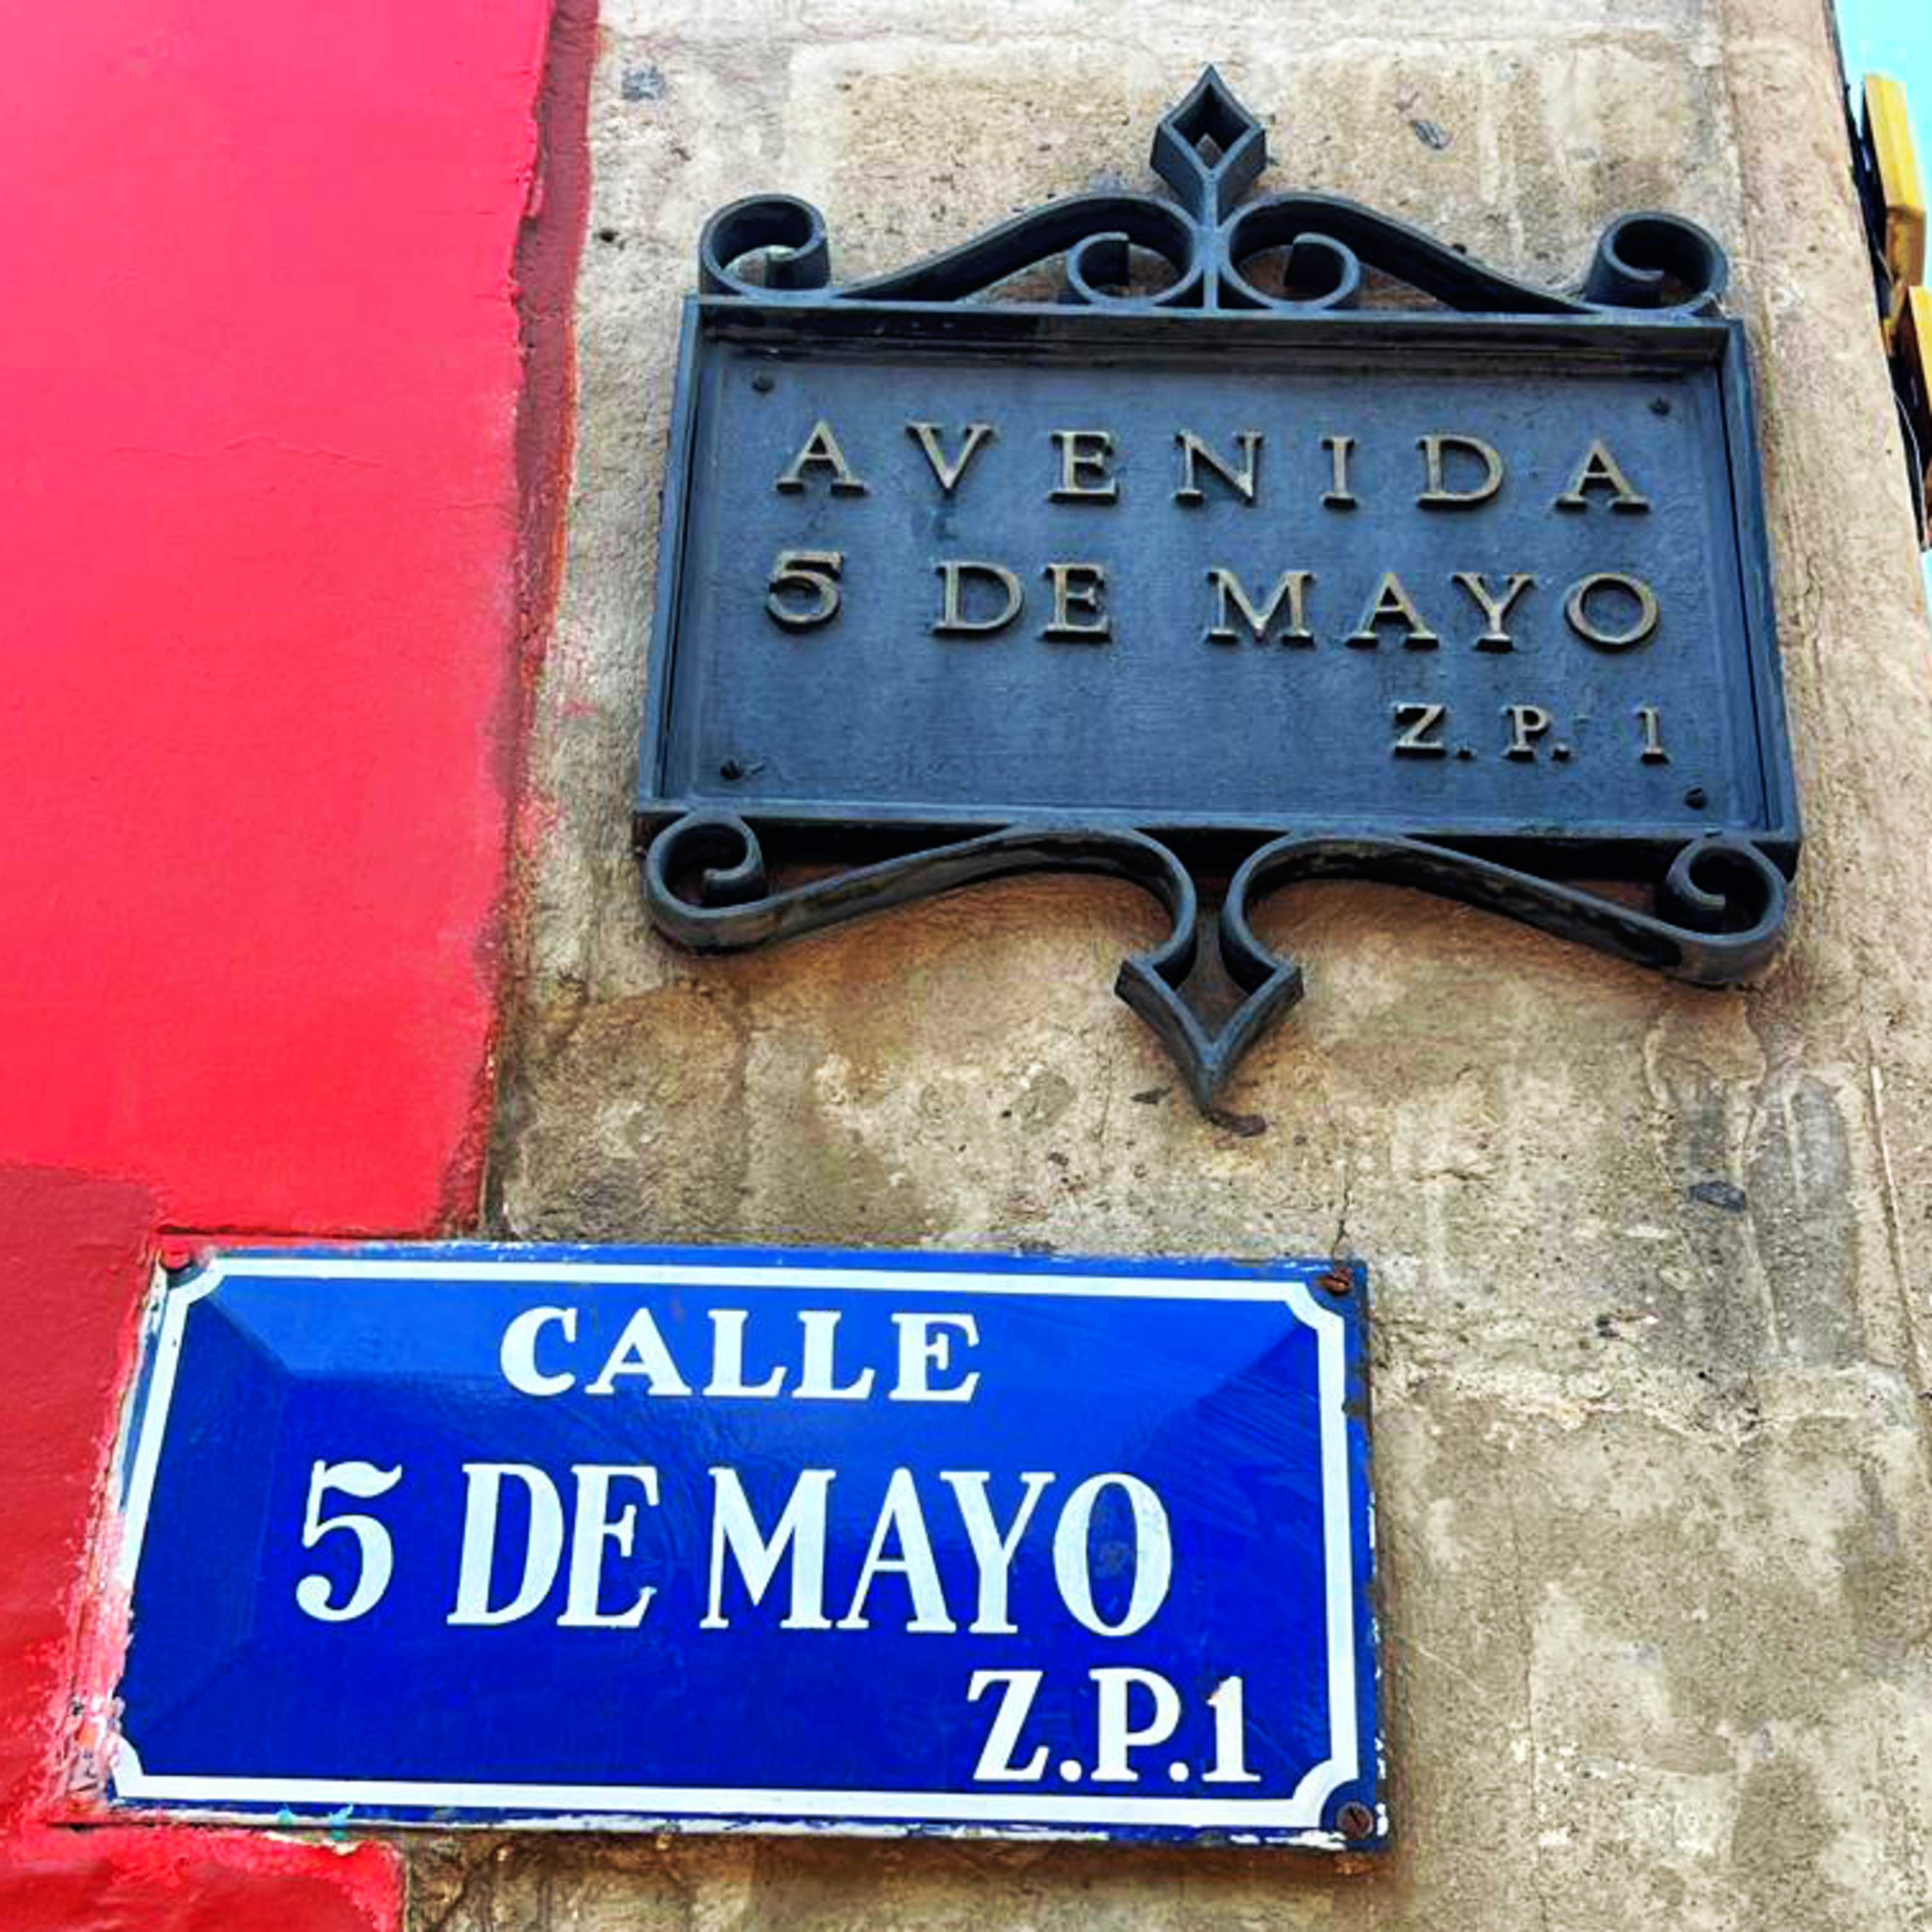 AVENIDA
5 DE MAYO
Z. P. 1
CALLE
5 DE MAYO
Z.P.1